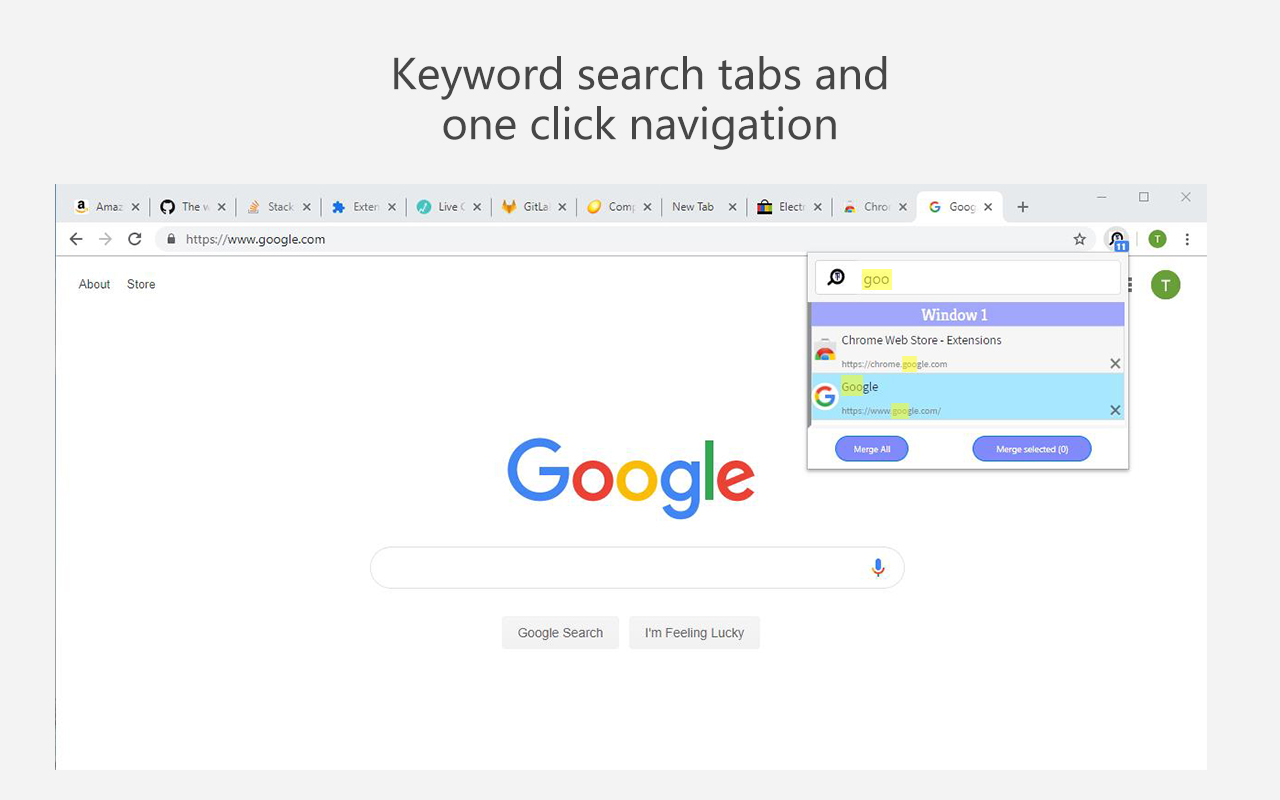 Keyword search tabs and
one click navigation
Amaz
The w
Stack
Exten
Live C
GitLa
Comp
New Tab
Elect
Chro
Goog
https://www.google.com
11
T
About
Store
T
goo
Window 1
Chrome Web Store - Extensions
https://chrome.google.com
Google
https://www.google.com/
Merge All
Merge selected (0)
Google
Google Search
I'm Feeling Lucky